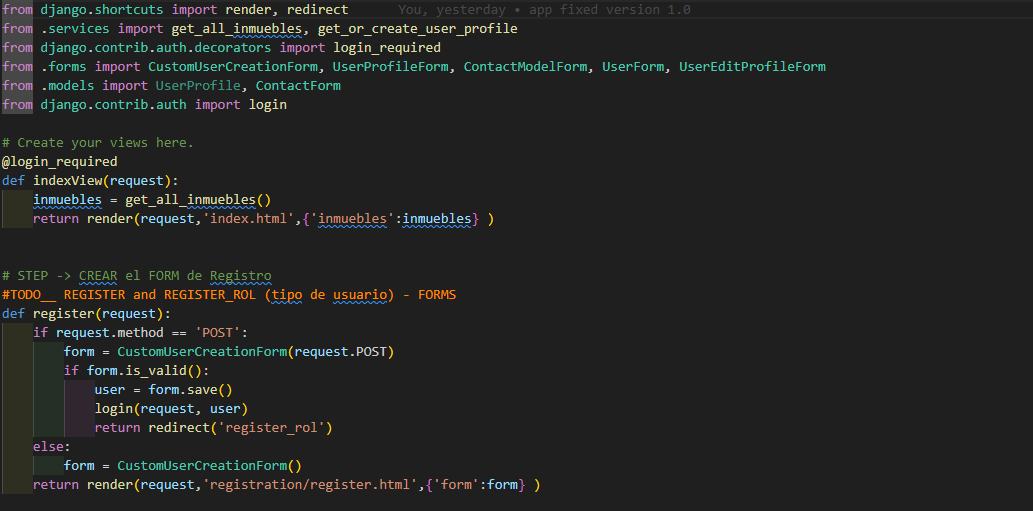 from django.shortcuts import render, redirect You, yesterday • app fixed version 1.0
from .services import get_all_inmuebles, get_or_create_user_profile
from django.contrib.auth.decorators import login_required
from .forms import CustomUserCreationForm, UserProfileForm, ContactModelForm, UserForm, UserEditProfileForm
from .models import UserProfile, ContactForm
from django.contrib.auth import login
# Create your views here.
@login_required
def indexView(request):
    inmuebles = get_all_inmuebles()
    return render(request,'index.html',{'inmuebles':inmuebles} )
# STEP -> CREAR el FORM de Registro
#TODO__ REGISTER and REGISTER_ROL (tipo de usuario) - FORMS
def register(request):
    if request.method == 'POST':
        form = CustomUserCreationForm(request.POST)
        if form.is_valid():
            user = form.save()
            login(request, user)
            return redirect('register_rol')
    else:
        form = CustomUserCreationForm()
    return render(request,'registration/register.html',{'form':form} )